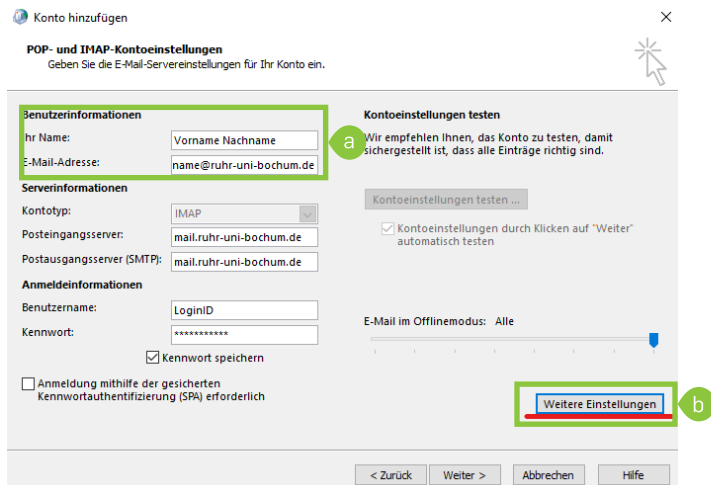 Konto hinzufügen
POP- und IMAP-Kontoeinstellungen
Geben Sie die E-Mail-Servereinstellungen für Ihr Konto ein.
Benutzerinformationen
Ihr Name:
Vorname Nachname
E-Mail-Adresse:
name@ruhr-uni-bochum.de
a
Serverinformationen
Kontotyp:
IMAP
Posteingangsserver:
mail.ruhr-uni-bochum.de
Postausgangsserver (SMTP):
mail.ruhr-uni-bochum.de
Anmeldeinformationen
Benutzername:
LoginID
Kennwort:
***********
Kennwort speichern
Anmeldung mithilfe der gesicherten
Kennwortauthentifizierung (SPA) erforderlich
Kontoeinstellungen testen
Wir empfehlen Ihnen, das Konto zu testen, damit
sichergestellt ist, dass alle Einträge richtig sind.
Kontoeinstellungen testen ...
Kontoeinstellungen durch Klicken auf "Weiter"
automatisch testen
E-Mail im Offlinemodus: Alle
Weitere Einstellungen
b
< Zurück
Weiter >
Abbrechen
Hilfe